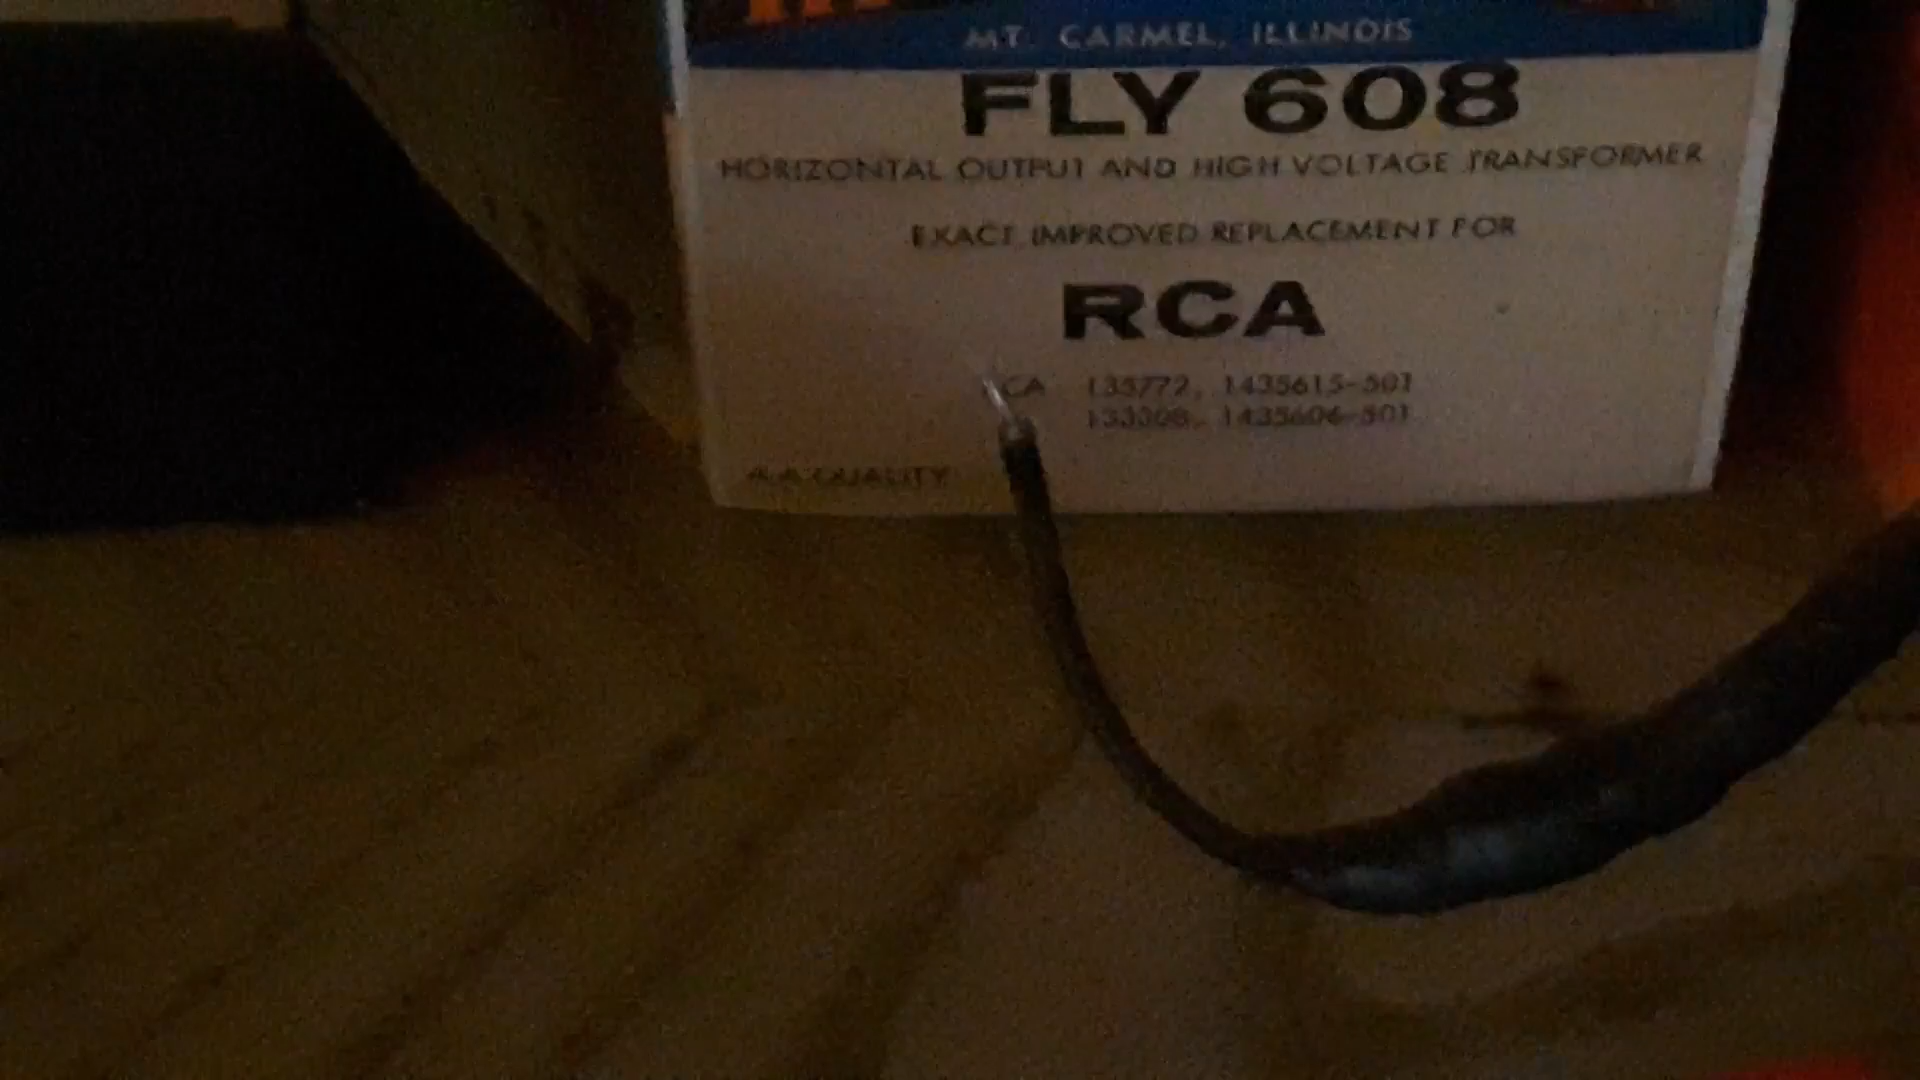 MT. CARMEL, ILLINOIS
FLY 608
HORIZONTAL OUTPUT AND HIGH VOLTAGE TRANSFORMER
EXACT IMPROVED REPLACEMENT FOR
RCA
CA 135772, 1435615-501
133308, 1435606-501
QUALITY